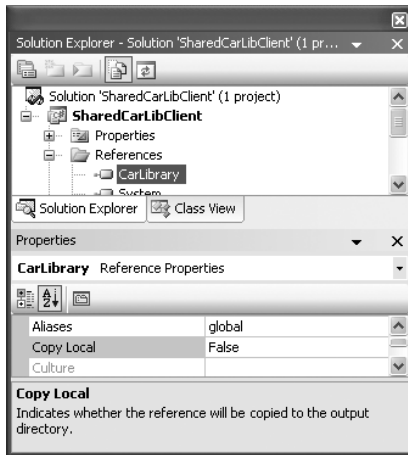 Solution Explorer - Solution 'SharedCarLibClient' (1 pr...
Solution 'SharedCarLibClient' (1 project)
SharedCarLibClient
Properties
References
CarLibrary
System
Solution Explorer Class View
Properties
CarLibrary Reference Properties
Aliases global
Copy Local False
Culture
Copy Local
Indicates whether the reference will be copied to the output
directory.